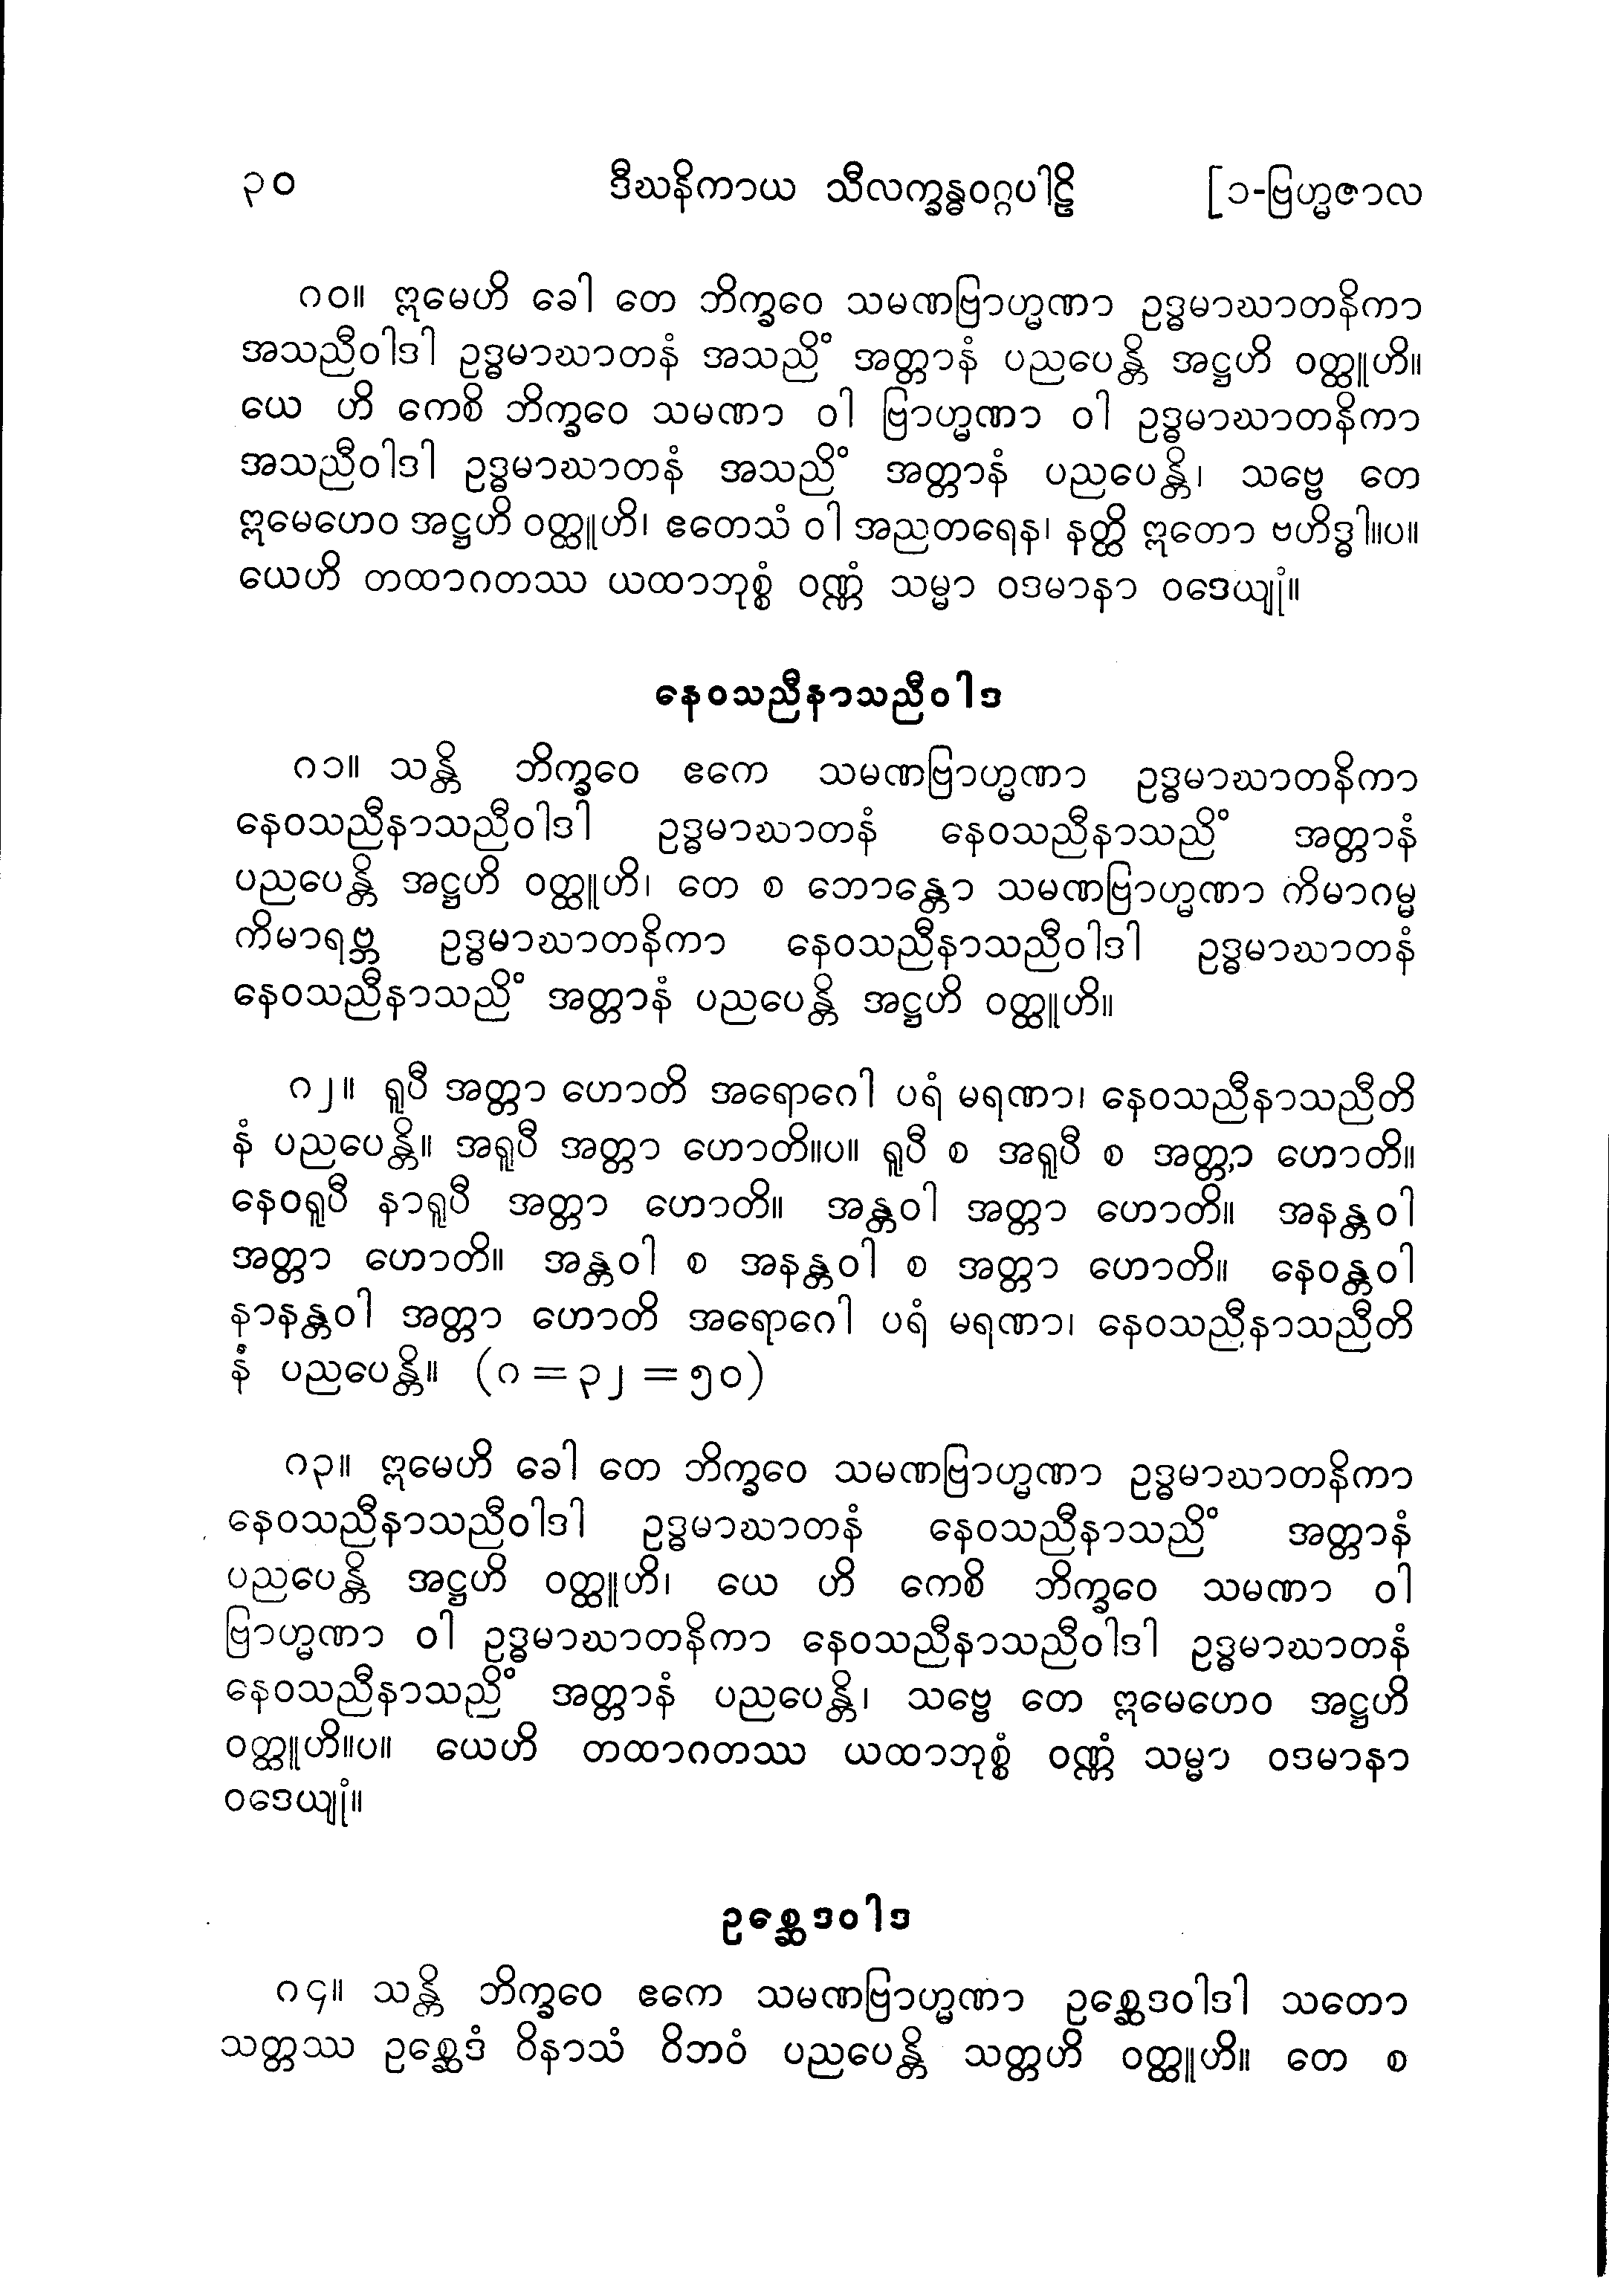 ၃၀ ဒီဃနိကာယ သီလက္ခန္ဓဝဂ္ဂပါဠိ [၁-ဗြဟ္မဇာလ
ဂ၀။ ဣမေဟိ ခေါ တေ ဘိက္ခဝေ သမဏဗြာဟ္မဏာ ဥဒ္ဓမာဃာတနိကာ
အသညီဝါဒါ ဥဒ္ဓမာဃာတနံ အသညိံ အတ္တာနံ ပညပေန္တိ အဋ္ဌဟိ ဝတ္ထူဟိ။
ယေ ဟိ ကေစိ ဘိက္ခဝေ သမဏာ ဝါ ဗြာဟ္မဏာ ဝါ ဥဒ္ဓမာဃာတနိကာ
အသညီဝါဒါ ဥဒ္ဓမာဃာတနံ အသညိံ အတ္တာနံ ပညပေန္တိ၊ သဗ္ဗေ တေ
ဣမေဟေဝ အဋ္ဌဟိ ဝတ္ထူဟိ၊ ဧတေသံ ဝါ အညတရေန၊ နတ္ထိ ဣတော ဗဟိဒ္ဓါ။ပ။
ယေဟိ တထာဂတဿ ယထာဘုစ္စံ ဝဏ္ဏံ သမ္မာ ဝဒမာနာ ဝဒေယျုံ။
နေဝသညီနာသညီဝါဒ
ဂ၁။ သန္တိ ဘိက္ခဝေ ဧကေ သမဏဗြာဟ္မဏာ ဥဒ္ဓမာဃာတနိကာ
နေဝသညီနာသညီဝါဒါ ဥဒ္ဓမာဃာတနံ နေဝသညီနာသညိံ အတ္တာနံ
ပညပေန္တိ အဋ္ဌဟိ ဝတ္ထူဟိ၊ တေ စ ဘောန္တော သမဏဗြာဟ္မဏာ ကိမာဂမ္မ
ကိမာရဗ္ဘ ဥဒ္ဓမာဃာတနိကာ နေဝသညီနာသညီဝါဒါ ဥဒ္ဓမာဃာတနံ
နေဝသညီနာသညိံ အတ္တာနံ ပညပေန္တိ အဋ္ဌဟိ ဝတ္ထူဟိ။
ဂ၂။ ရူပီ အတ္တာ ဟောတိ အရောဂေါ ပရံ မရဏာ၊ နေဝသညီနာသညီတိ
နံ ပညပေန္တိ။ အရူပီ အတ္တာ ဟောတိ။ပ။ ရူပီ စ အရူပီ စ အတ္တာ ဟောတိ။
နေဝရူပီ နာရူပီ အတ္တာ ဟောတိ။ အန္တဝါ အတ္တာ ဟောတိ။ အနန္တဝါ
အတ္တာ ဟောတိ။ အန္တဝါ စ အနန္တဝါ စ အတ္တာ ဟောတိ။ နေဝန္တဝါ
နာနန္တဝါ အတ္တာ ဟောတိ အရောဂေါ ပရံ မရဏာ၊ နေဝသညီနာသညီတိ
နံ ပညပေန္တိ။ (ဂ=၃၂=၅၀)
ဂ၃။ ဣမေဟိ ခေါ တေ ဘိက္ခဝေ သမဏဗြာဟ္မဏာ ဥဒ္ဓမာဃာတနိကာ
နေဝသညီနာသညီဝါဒါ ဥဒ္ဓမာဃာတနံ နေဝသညီနာသညိံ အတ္တာနံ
ပညပေန္တိ အဋ္ဌဟိ ဝတ္ထူဟိ၊ ယေ ဟိ ကေစိ ဘိက္ခဝေ သမဏာ ဝါ
ဗြာဟ္မဏာ ဝါ ဥဒ္ဓမာဃာတနိကာ နေဝသညီနာသညီဝါဒါ ဥဒ္ဓမာဃာတနံ
နေဝသညီနာသညိံ အတ္တာနံ ပညပေန္တိ၊ သဗ္ဗေ တေ ဣမေဟေဝ အဋ္ဌဟိ
ဝတ္ထူဟိ။ပ။ ယေဟိ တထာဂတဿ ယထာဘုစ္စံ ဝဏ္ဏံ သမ္မာ ဝဒမာနာ
ဝဒေယျုံ။
ဥစ္ဆေဒဝါဒ
ဂ၄။ သန္တိ ဘိက္ခဝေ ဧကေ သမဏဗြာဟ္မဏာ ဥစ္ဆေဒဝါဒါ သတော
သတ္တဿ ဥစ္ဆေဒံ ဝိနာသံ ဝိဘဝံ ပညပေန္တိ သတ္တဟိ ဝတ္ထူဟိ။ တေ စ